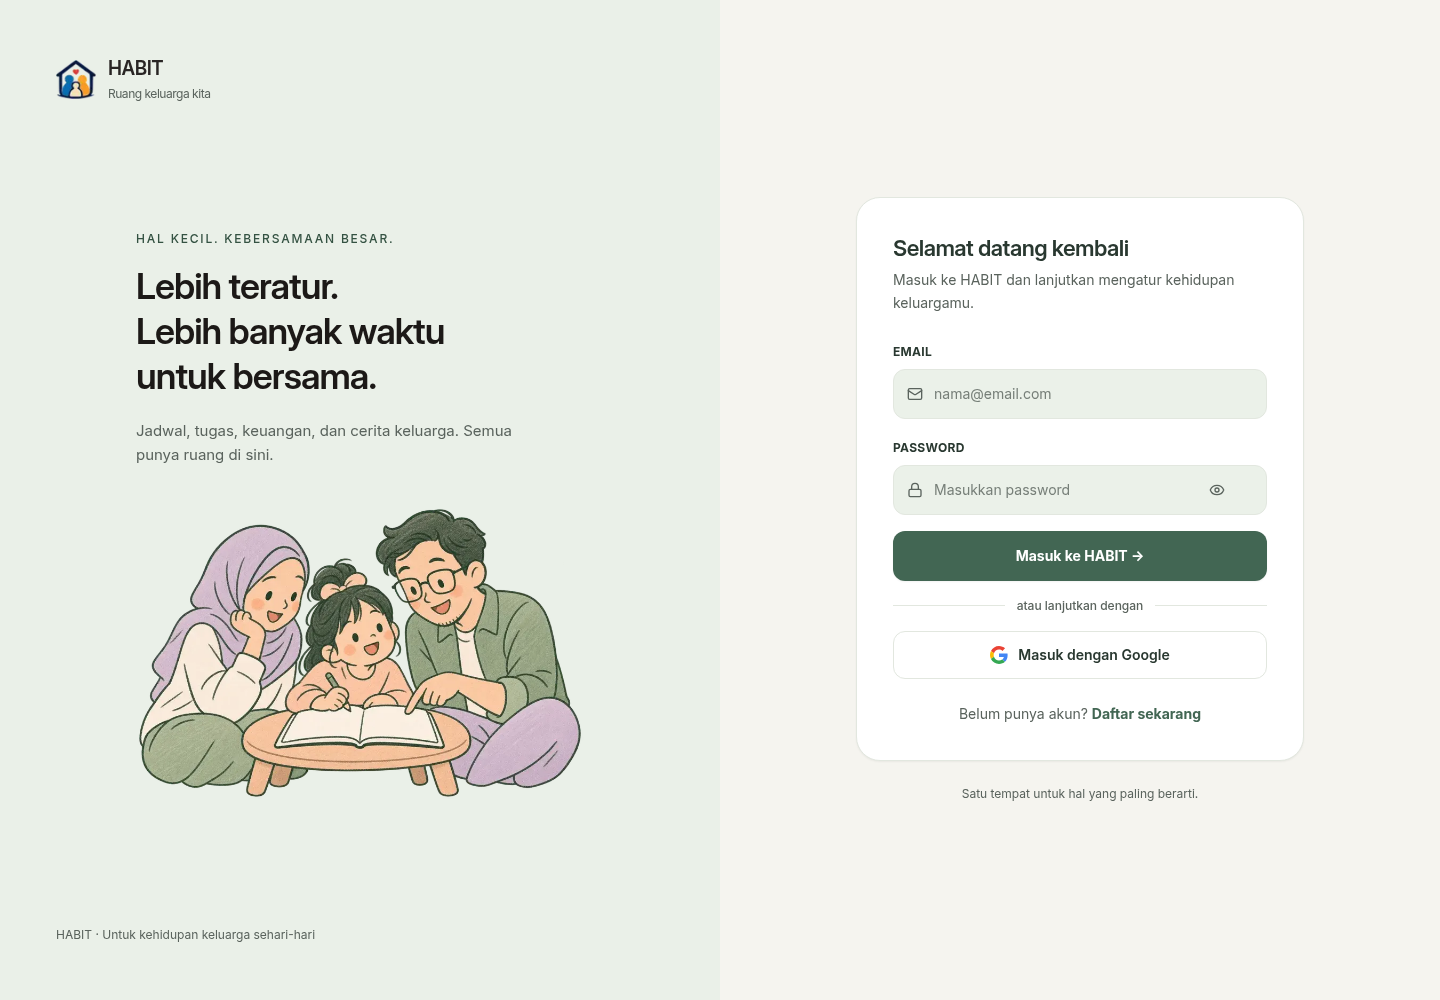 HABIT
Ruang keluarga kita
HAL KECIL. KEBERSAMAAN BESAR.
Lebih teratur.
Lebih banyak waktu
untuk bersama.
Jadwal, tugas, keuangan, dan cerita keluarga. Semua
punya ruang di sini.
HABIT · Untuk kehidupan keluarga sehari-hari
Selamat datang kembali
Masuk ke HABIT dan lanjutkan mengatur kehidupan
keluargamu.
EMAIL
nama@email.com
PASSWORD
Masukkan password
Masuk ke HABIT →
atau lanjutkan dengan
Masuk dengan Google
Belum punya akun? Daftar sekarang
Satu tempat untuk hal yang paling berarti.